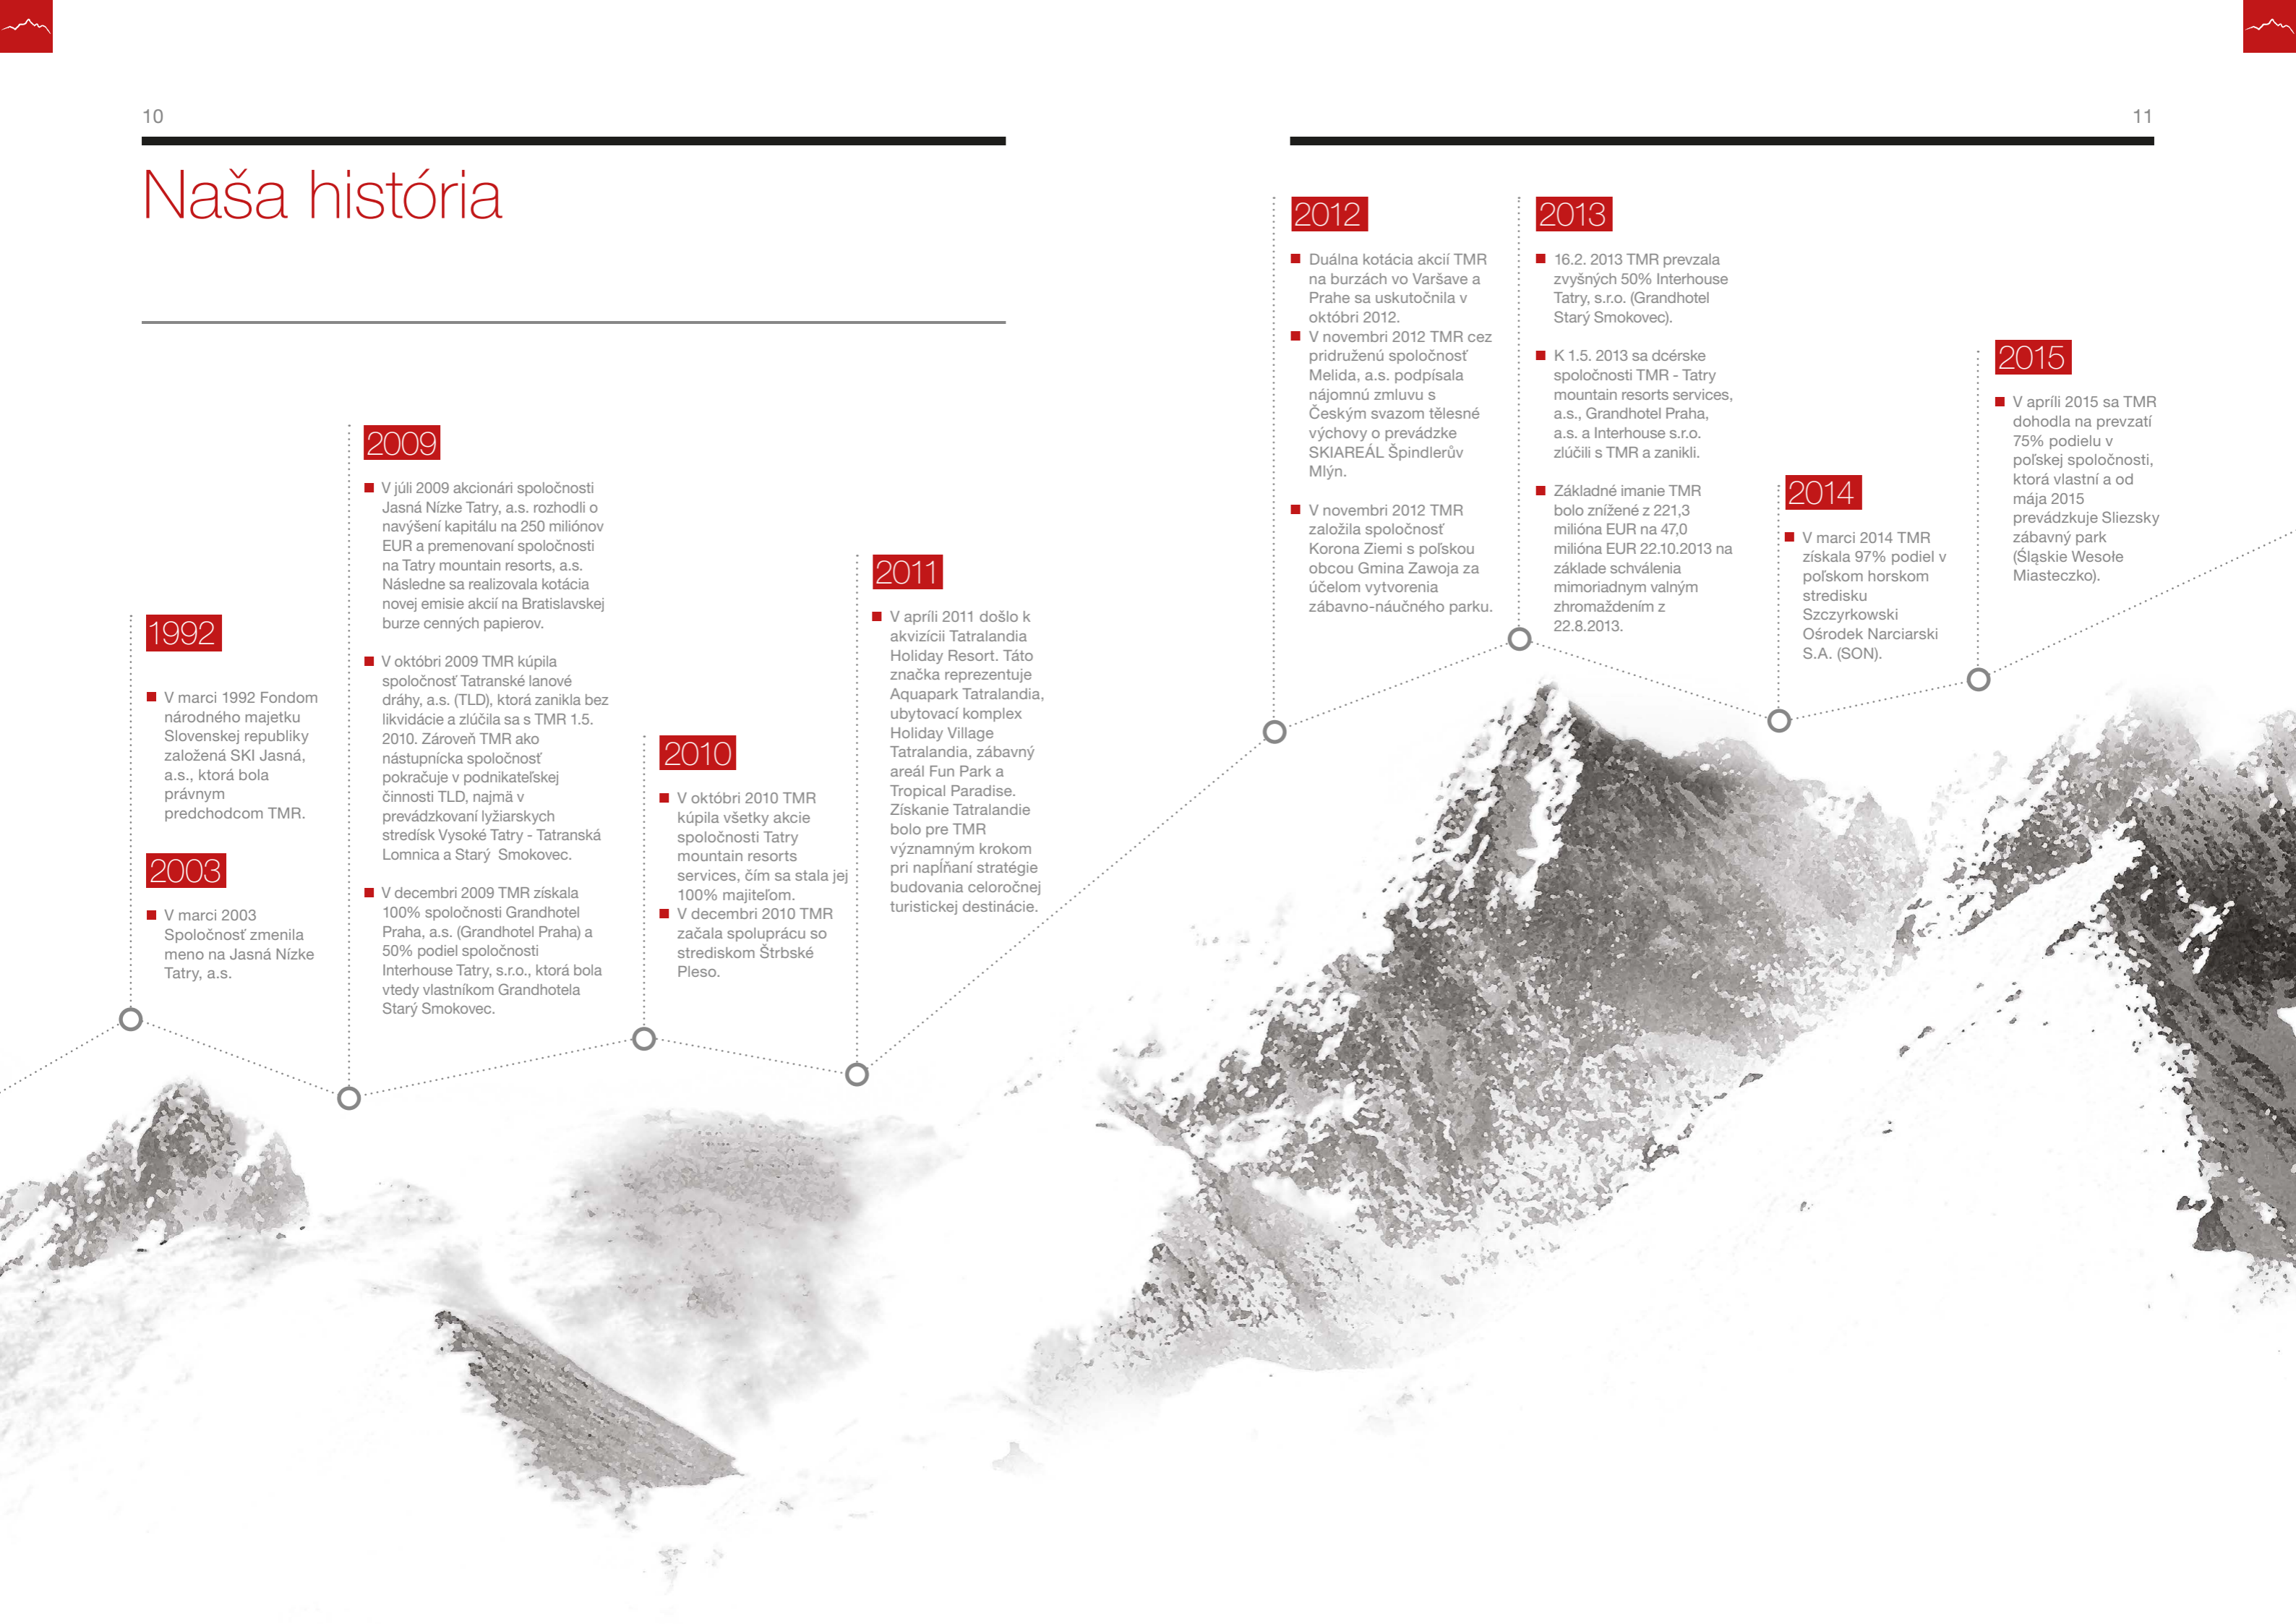 10
Naša história
1992
V marci 1992 Fondom
národného majetku
Slovenskej republiky
založená SKI Jasná,
a.s., ktorá bola
právnym
predchodcom TMR.
2003
V marci 2003
Spoločnosť zmenila
meno na Jasná Nízke
Tatry, a.s.
2009
V júli 2009 akcionári spoločnosti
Jasná Nízke Tatry, a.s. rozhodli o
navýšení kapitálu na 250 miliónov
EUR a premenovaní spoločnosti
na Tatry mountain resorts, a.s.
Následne sa realizovala kotácia
novej emisie akcií na Bratislavskej
burze cenných papierov.
V októbri 2009 TMR kúpila
spoločnosť Tatranské lanové
dráhy, a.s. (TLD), ktorá zanikla bez
likvidácie a zlúčila sa s TMR 1.5.
2010. Zároveň TMR ako
nástupnícka spoločnosť
pokračuje v podnikateľskej
činnosti TLD, najmä v
prevádzkovaní lyžiarskych
stredísk Vysoké Tatry - Tatranská
Lomnica a Starý Smokovec.
V decembri 2009 TMR získala
100% spoločnosti Grandhotel
Praha, a.s. (Grandhotel Praha) a
50% podiel spoločnosti
Interhouse Tatry, s.r.o., ktorá bola
vtedy vlastníkom Grandhotela
Starý Smokovec.
2010
V októbri 2010 TMR
kúpila všetky akcie
spoločnosti Tatry
mountain resorts
services, čím sa stala jej
100% majiteľom.
V decembri 2010 TMR
začala spoluprácu so
strediskom Štrbské
Pleso.
2011
V apríli 2011 došlo k
akvizícii Tatralandia
Holiday Resort. Táto
značka reprezentuje
Aquapark Tatralandia,
ubytovací komplex
Holiday Village
Tatralandia, zábavný
areál Fun Park a
Tropical Paradise.
Získanie Tatralandie
bolo pre TMR
významným krokom
pri napĺňaní stratégie
budovania celoročnej
turistickej destinácie.
11
2012
Duálna kotácia akcií TMR
na burzách vo Varšave a
Prahe sa uskutočnila v
októbri 2012.
V novembri 2012 TMR cez
pridruženú spoločnosť
Melida, a.s. podpísala
nájomnú zmluvu s
Českým svazom tělesné
výchovy o prevádzke
SKIAREÁL Špindlerův
Mlýn.
V novembri 2012 TMR
založila spoločnosť
Korona Ziemi s poľskou
obcou Gmina Zawoja za
účelom vytvorenia
zábavno-náučného parku.
2013
16.2. 2013 TMR prevzala
zvyšných 50% Interhouse
Tatry, s.r.o. (Grandhotel
Starý Smokovec).
K 1.5. 2013 sa dcérske
spoločnosti TMR - Tatry
mountain resorts services,
a.s., Grandhotel Praha,
a.s. a Interhouse s.r.o.
zlúčili s TMR a zanikli.
Základné imanie TMR
bolo znížené z 221,3
milióna EUR na 47,0
milióna EUR 22.10.2013 na
základe schválenia
mimoriadnym valným
zhromaždením z
22.8.2013.
2014
V marci 2014 TMR
získala 97% podiel v
poľskom horskom
stredisku
Szczyrkowski
Ośrodek Narciarski
S.A. (SON).
2015
V apríli 2015 sa TMR
dohodla na prevzatí
75% podielu v
poľskej spoločnosti,
ktorá vlastní a od
mája 2015
prevádzkuje Sliezsky
zábavný park
(Śląskie Wesołe
Miasteczko).